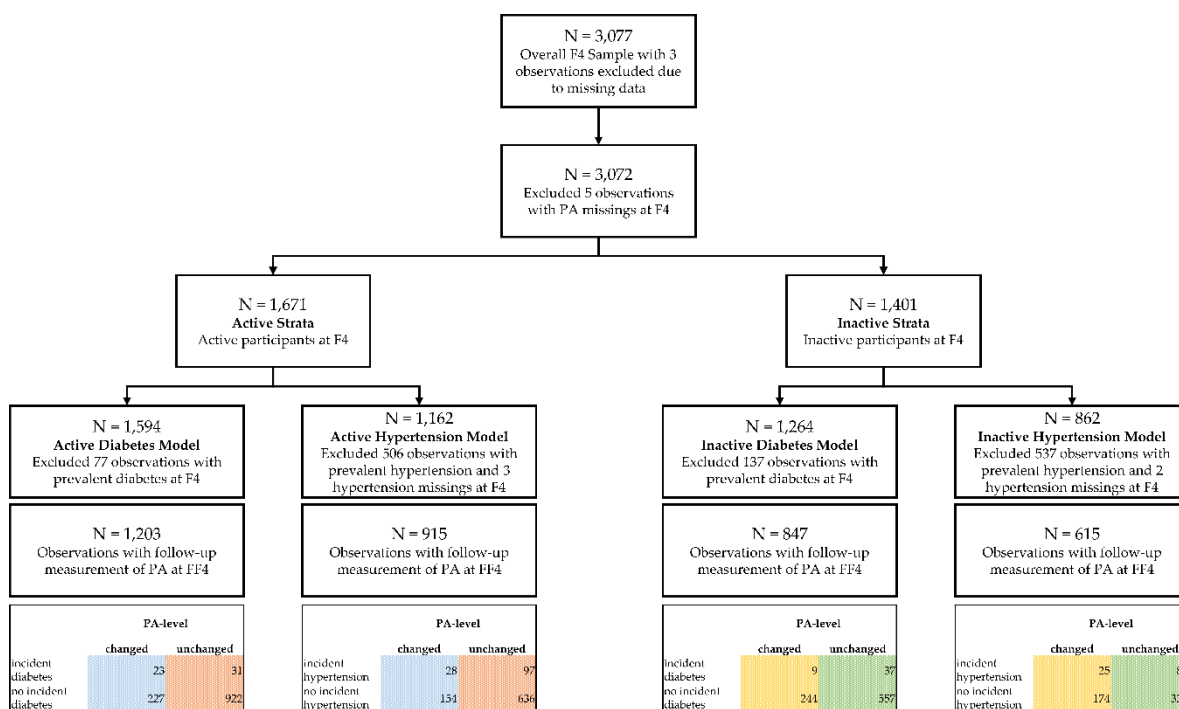 N = 3,077
Overall F4 Sample with 3
observations excluded due
to missing data
N = 3,072
Excluded 5 observations
with PA missings at F4
N = 1,671
Active Strata
Active participants at F4
N = 1,401
Inactive Strata
Inactive participants at F4
N = 1,594
Active Diabetes Model
Excluded 77 observations with
prevalent diabetes at F4
N = 1,162
Active Hypertension Model
Excluded 506 observations with
prevalent hypertension and 3
hypertension missings at F4
N = 1,264
Inactive Diabetes Model
Excluded 137 observations with
prevalent diabetes at F4
N = 862
Inactive Hypertension Model
Excluded 537 observations with
prevalent hypertension and 2
hypertension missings at F4
N = 1,203
Observations with follow-up
measurement of PA at FF4
N = 915
Observations with follow-up
measurement of PA at FF4
N = 847
Observations with follow-up
measurement of PA at FF4
N = 615
Observations with follow-up
measurement of PA at FF4
PA-level
changed unchanged
incident
diabetes 23 31
no incident
diabetes 227 922
PA-level
changed unchanged
incident
hypertension 28 97
no incident
hypertension 154 636
PA-level
changed unchanged
incident
diabetes 9 37
no incident
diabetes 244 557
PA-level
changed unchanged
incident
hypertension 25
no incident
hypertension 174